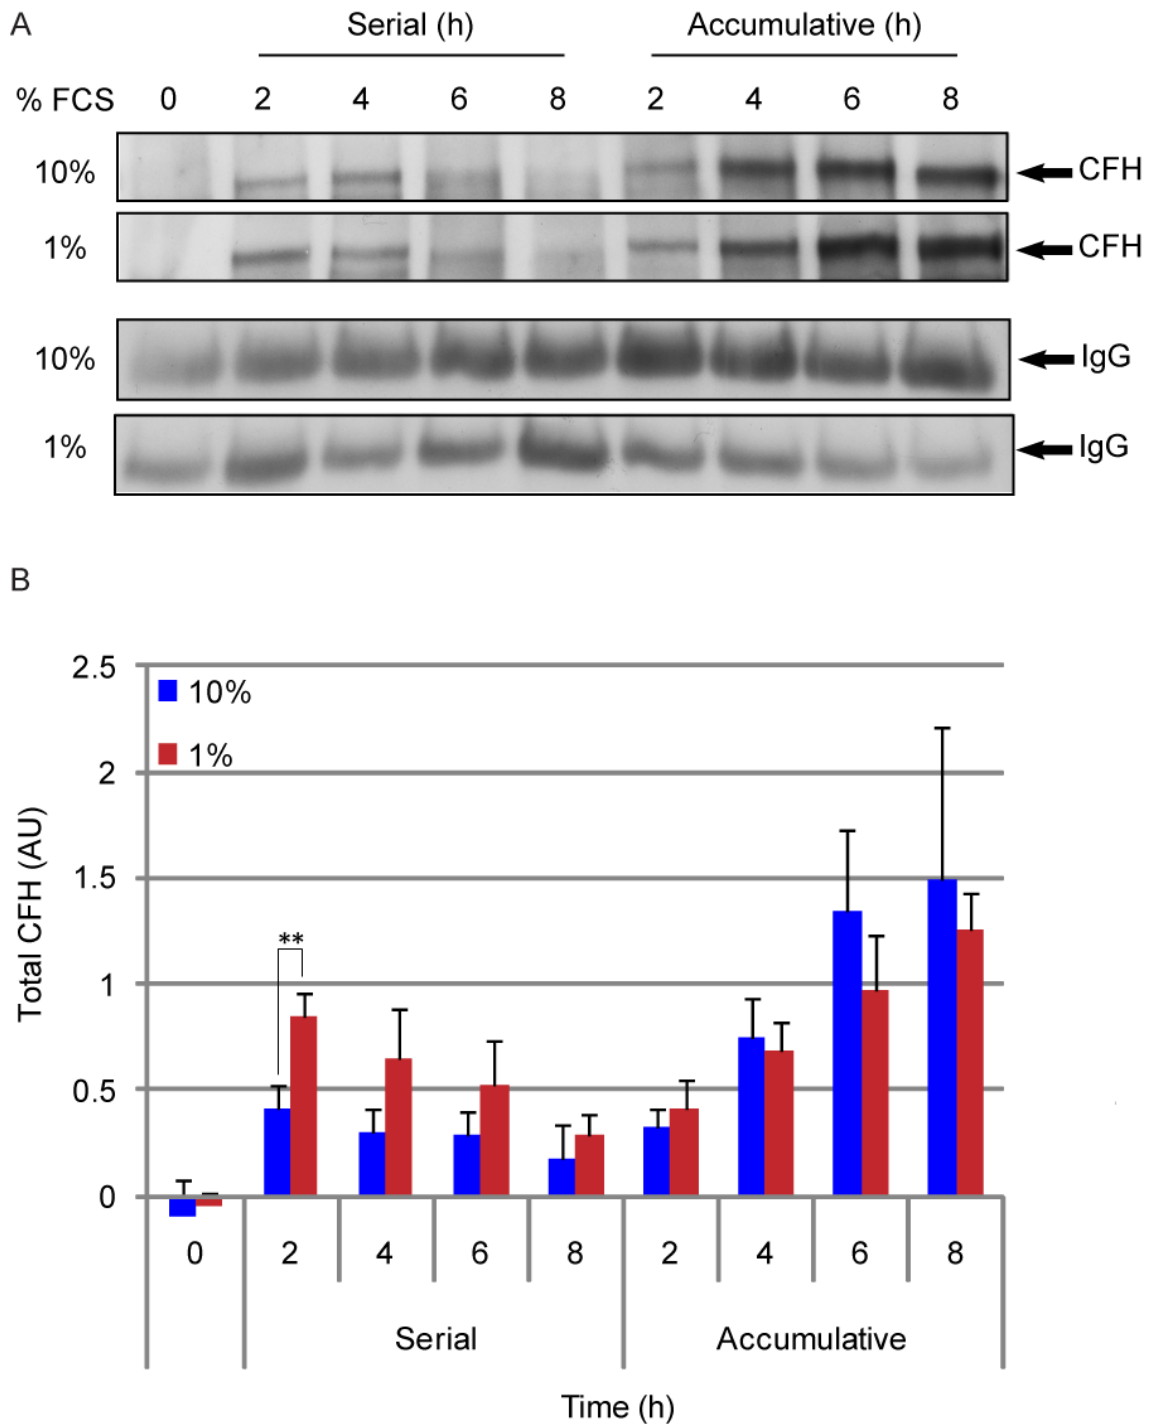 A
Serial (h) Accumulative (h)
% FCS 0 2 4 6 8 2 4 6 8
10% CFH
1% CFH
10% IgG
1% IgG
B
2.5
10%
1%
2
1.5
1
0.5
0
**
Total CFH (AU)
0 2 4 6 8 2 4 6 8
Serial Accumulative
Time (h)